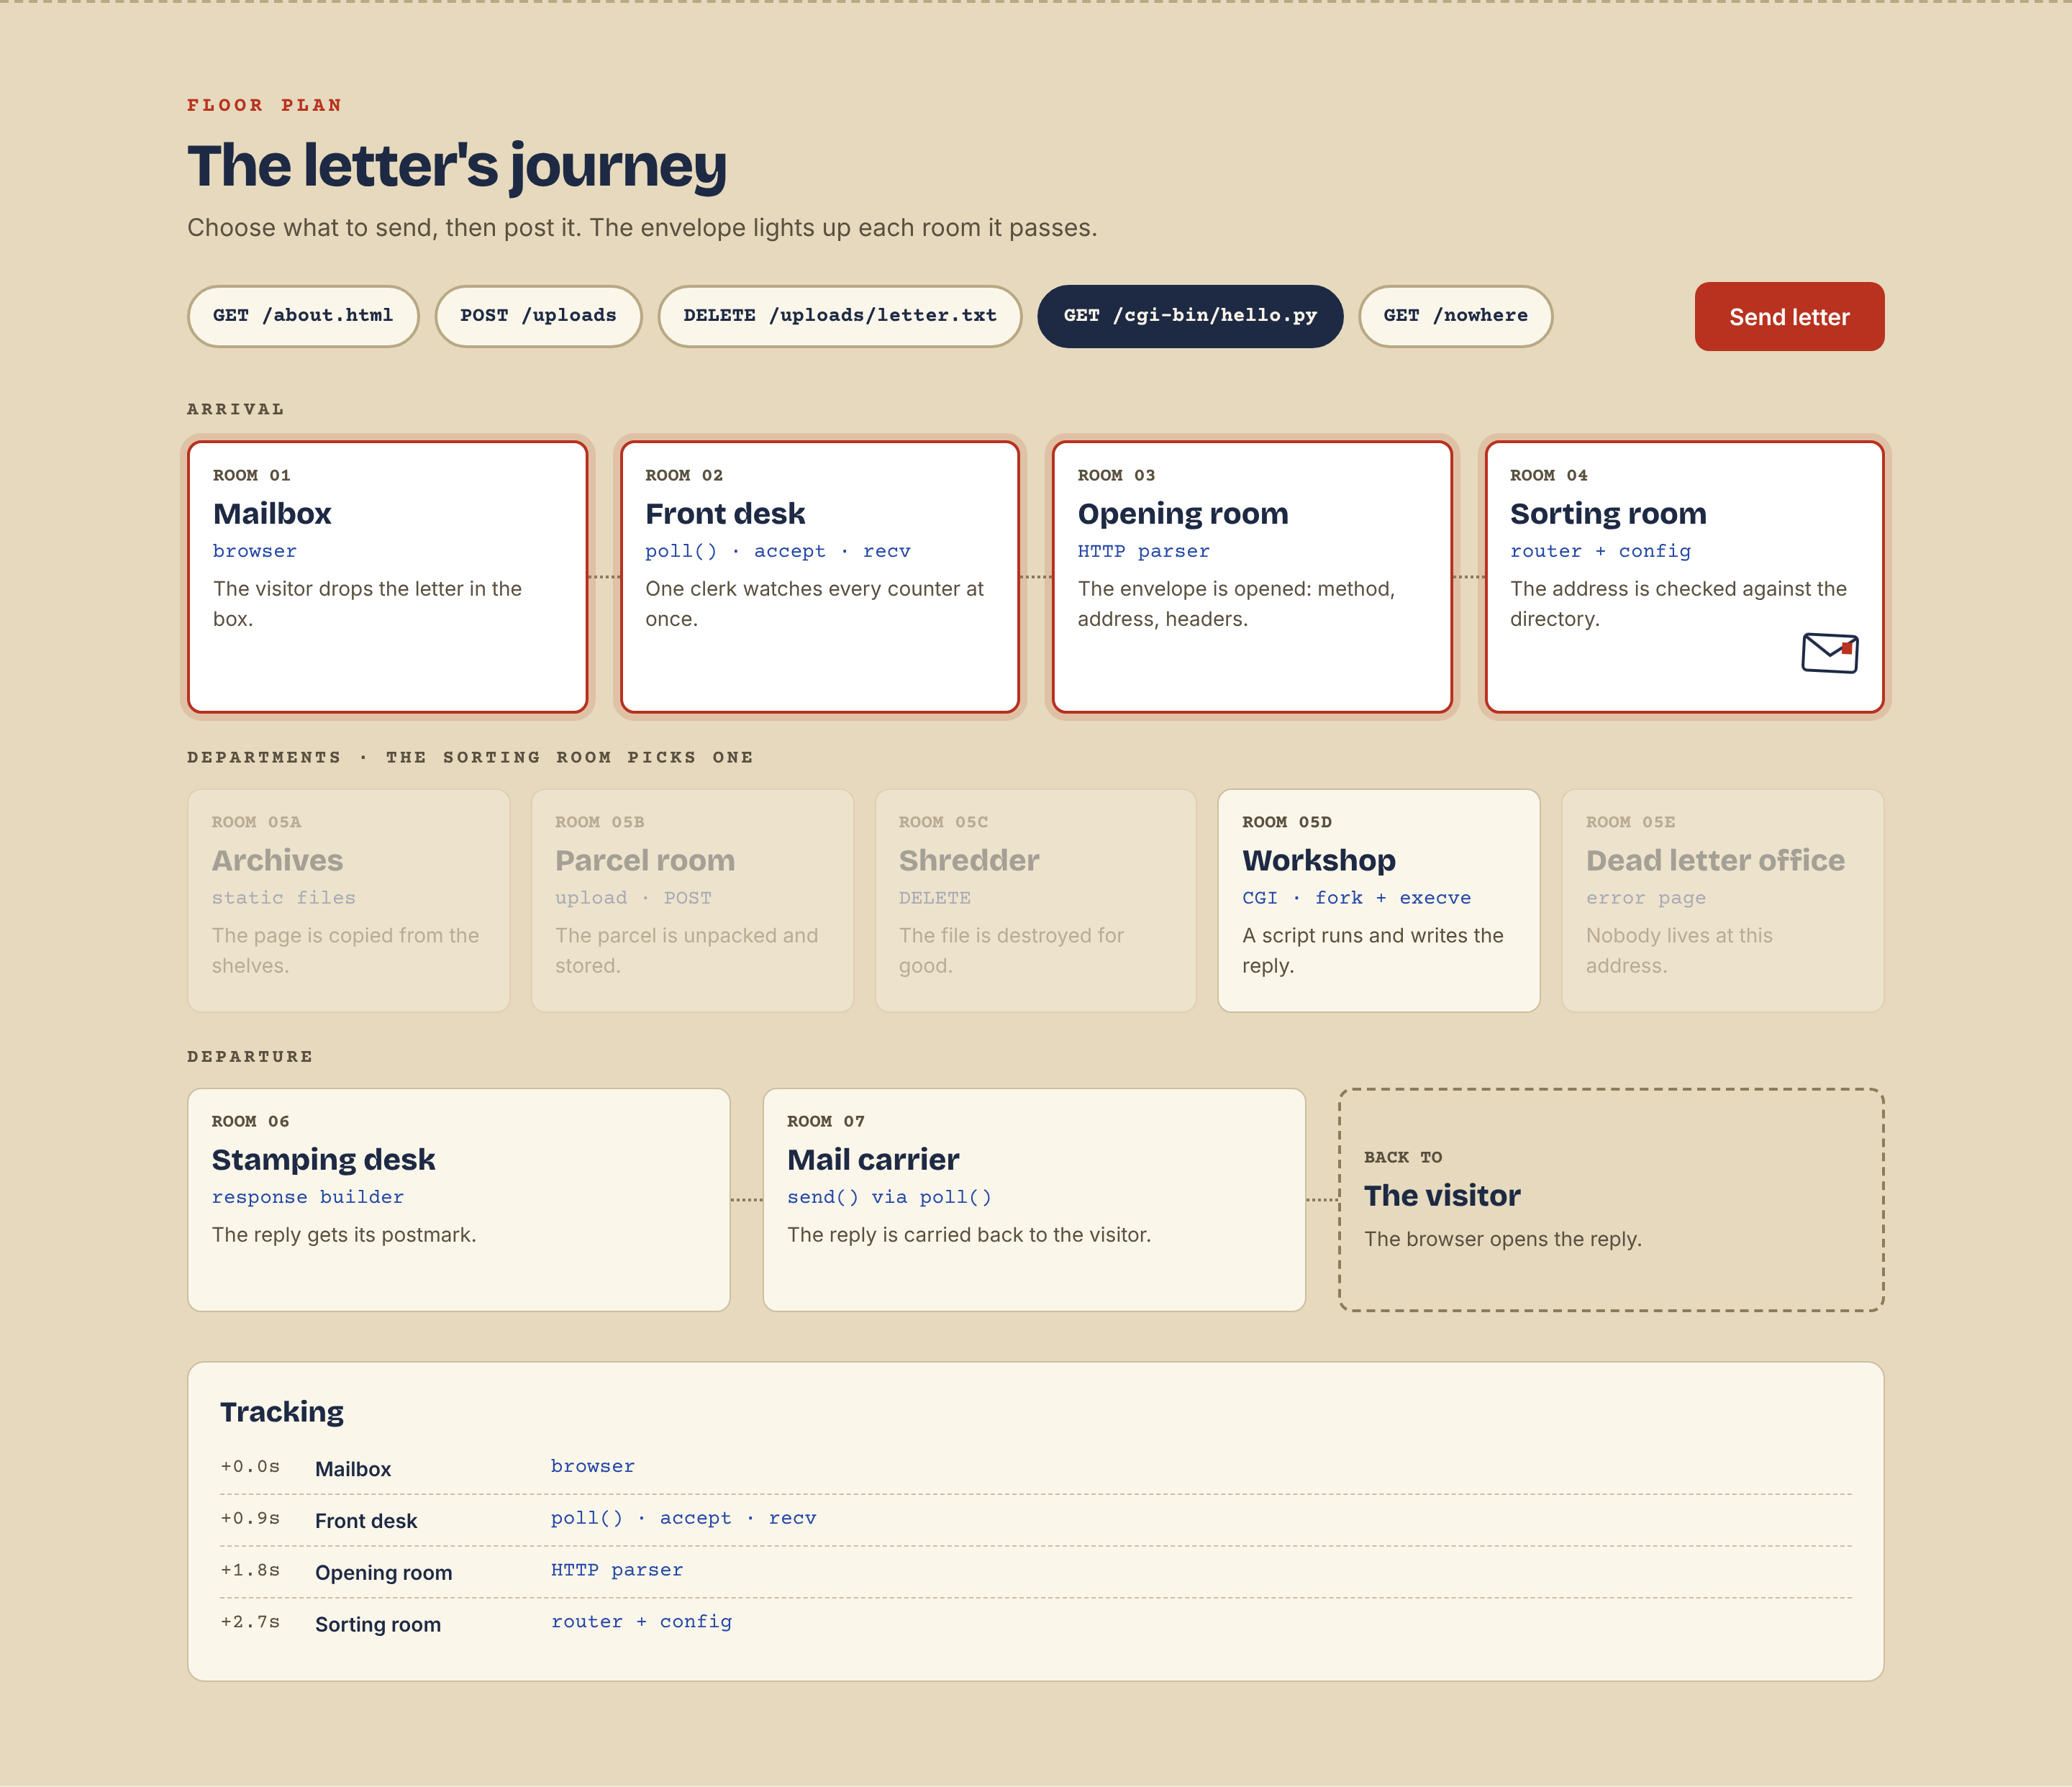 FLOOR PLAN
The letter's journey
Choose what to send, then post it. The envelope lights up each room it passes.
GET /about.html
POST /uploads
DELETE /uploads/letter.txt
GET /cgi-bin/hello.py
GET /nowhere
Send letter
ARRIVAL
ROOM 01
Mailbox
browser
The visitor drops the letter in the
box.
ROOM 02
Front desk
poll() · accept · recv
One clerk watches every counter at
once.
ROOM 03
Opening room
HTTP parser
The envelope is opened: method,
address, headers.
ROOM 04
Sorting room
router + config
The address is checked against the
directory.
DEPARTMENTS · THE SORTING ROOM PICKS ONE
ROOM 05A
Archives
static files
The page is copied from the
shelves.
ROOM 05B
Parcel room
upload · POST
The parcel is unpacked and
stored.
ROOM 05C
Shredder
DELETE
The file is destroyed for
good.
ROOM 05D
Workshop
CGI · fork + execve
A script runs and writes the
reply.
ROOM 05E
Dead letter office
error page
Nobody lives at this
address.
DEPARTURE
ROOM 06
Stamping desk
response builder
The reply gets its postmark.
ROOM 07
Mail carrier
send() via poll()
The reply is carried back to the visitor.
BACK TO
The visitor
The browser opens the reply.
Tracking
+0.0s Mailbox browser
+0.9s Front desk poll() · accept · recv
+1.8s Opening room HTTP parser
+2.7s Sorting room router + config